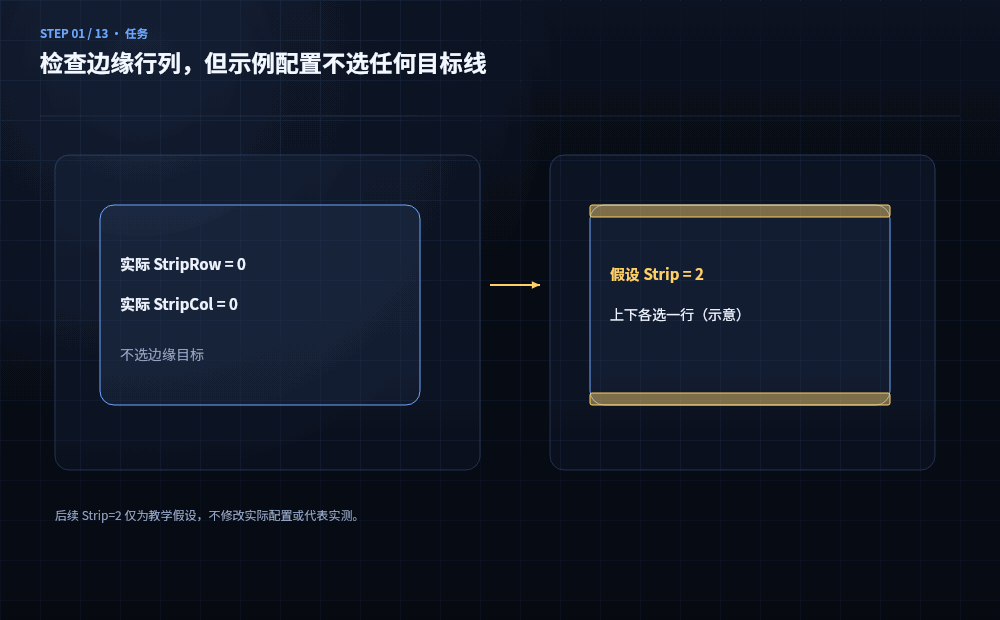 STEP 01 / 13 · 任务
检查边缘行列，但示例配置不选任何目标线
实际 StripRow = 0
实际 StripCol = 0
不选边缘目标
假设 Strip = 2
上下各选一行（示意）
后续 Strip=2 仅为教学假设，不修改实际配置或代表实测。